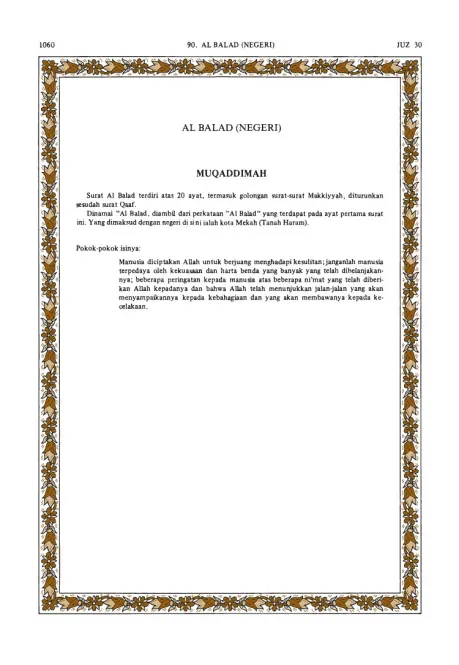 1060 90. AL BALAD (NEGERI) JUZ 30
AL BALAD (NEGERI)
MUQADDIMAH
Surat Al Balad terdiri atas 20 ayat, termasuk golongan surat-surat Makkiyyah, diturunkan
sesudah surat Qaaf.
Dinamai "Al Balad, diambil dari perkataan "Al Balad" yang terdapat pada ayat pertama surat
ini. Yang dimaksud dengan negeri di sini ialah kota Mekah (Tanah Haram).
Pokok-pokok isinya:
Manusia diciptakan Allah untuk berjuang menghadapi kesulitan; janganlah manusia
terpedaya oleh kekuasaan dan harta benda yang banyak yang telah dibelanjakan-
nya; beberapa peringatan kepada manusia atas beberapa ni'mat yang telah diberi-
kan Allah kepadanya dan bahwa Allah telah menunjukkan jalan-jalan yang akan
menyampaikannya kepada kebahagiaan dan yang akan membawanya kepada ke-
celakaan.